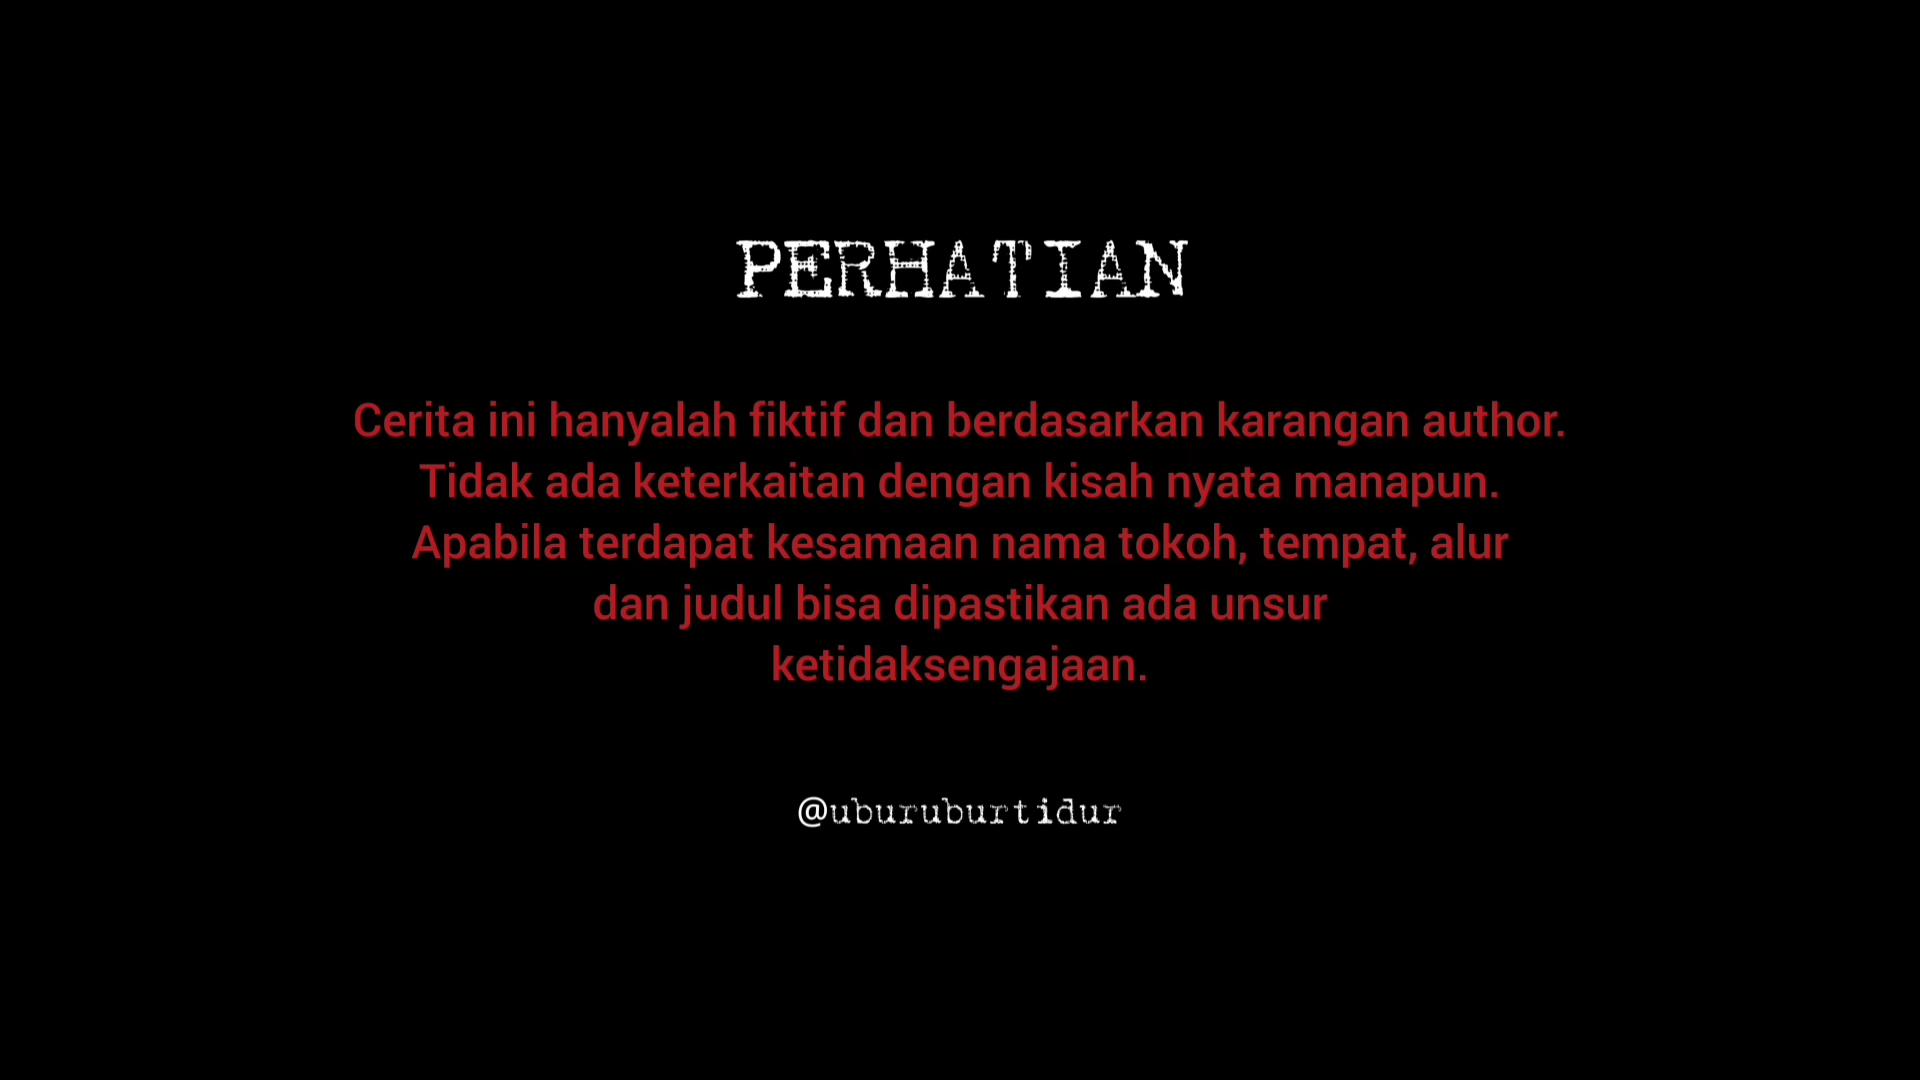 PERHATIAN
Cerita ini hanyalah fiktif dan berdasarkan karangan author.
Tidak ada keterkaitan dengan kisah nyata manapun.
Apabila terdapat kesamaan nama tokoh, tempat, alur
dan judul bisa dipastikan ada unsur
ketidaksengajaan.
@uburuburtidur